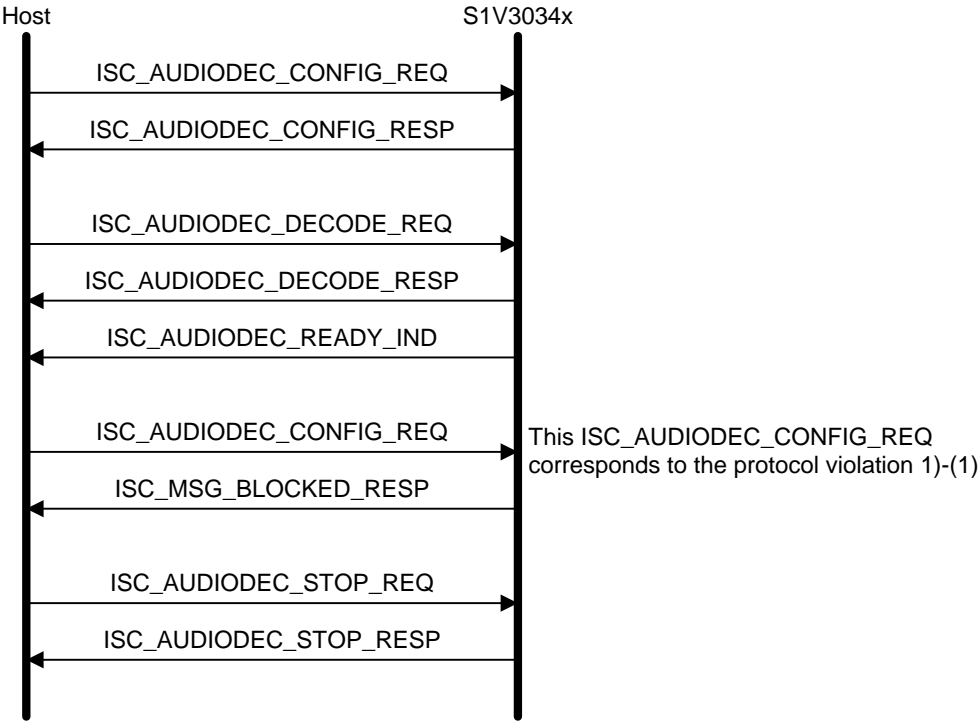 Host
S1V3034x
ISC_AUDIODEC_CONFIG_REQ
ISC_AUDIODEC_CONFIG_RESP
ISC_AUDIODEC_DECODE_REQ
ISC_AUDIODEC_DECODE_RESP
ISC_AUDIODEC_READY_IND
ISC_AUDIODEC_CONFIG_REQ
This ISC_AUDIODEC_CONFIG_REQ
corresponds to the protocol violation 1)-(1)
ISC_MSG_BLOCKED_RESP
ISC_AUDIODEC_STOP_REQ
ISC_AUDIODEC_STOP_RESP